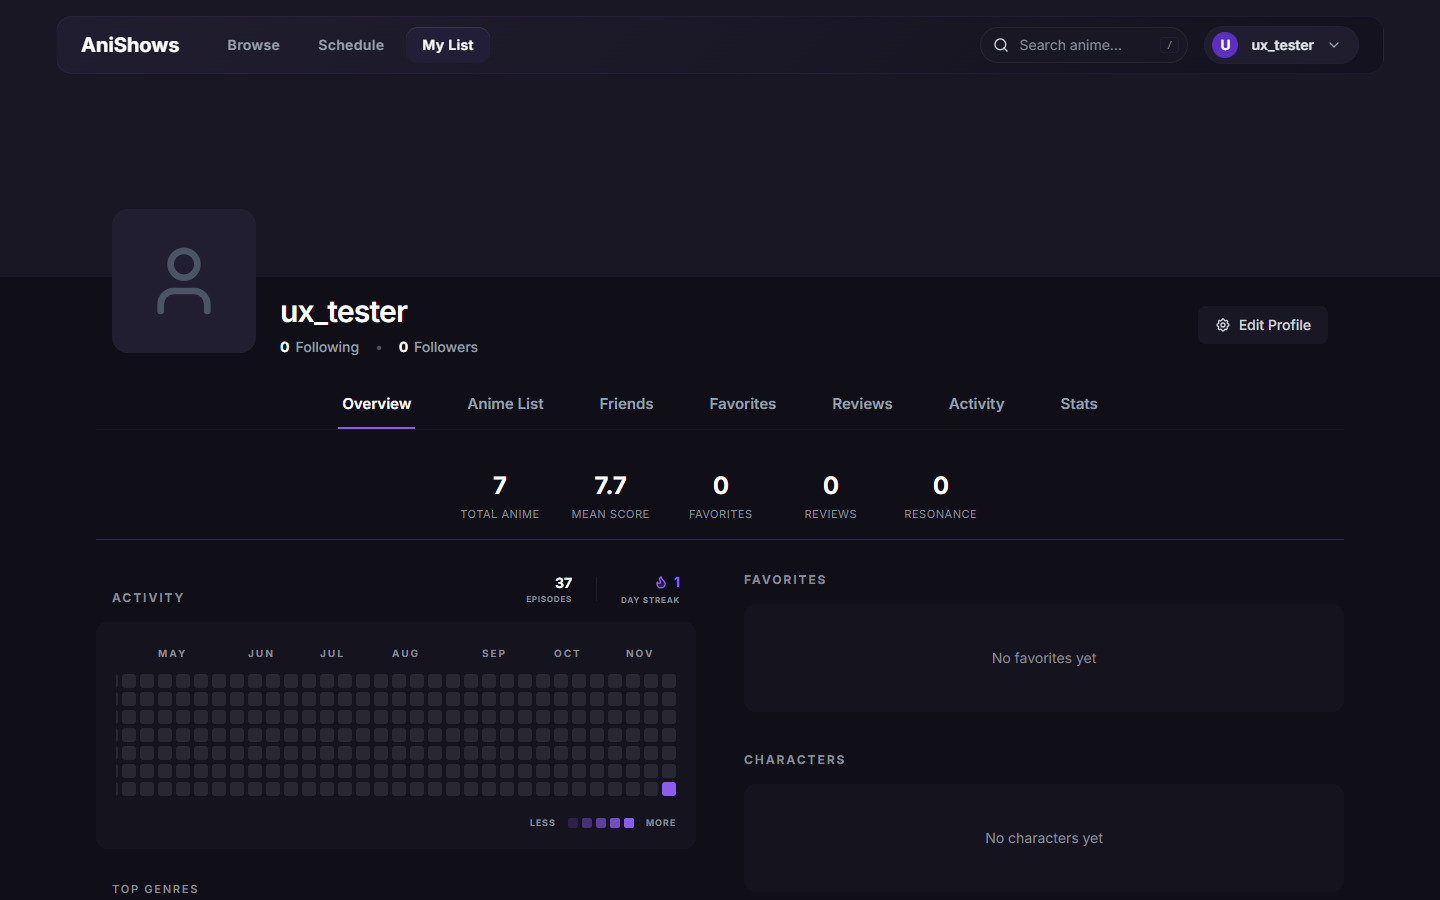 AniShows
Browse
Schedule
My List
Search anime...
/
U
ux_tester
ux_tester
0 Following • 0 Followers
Edit Profile
Overview
Anime List
Friends
Favorites
Reviews
Activity
Stats
7
TOTAL ANIME
7.7
MEAN SCORE
0
FAVORITES
0
REVIEWS
0
RESONANCE
ACTIVITY
37
EPISODES
1
DAY STREAK
MAY JUN JUL AUG SEP OCT NOV
LESS MORE
TOP GENRES
FAVORITES
No favorites yet
CHARACTERS
No characters yet